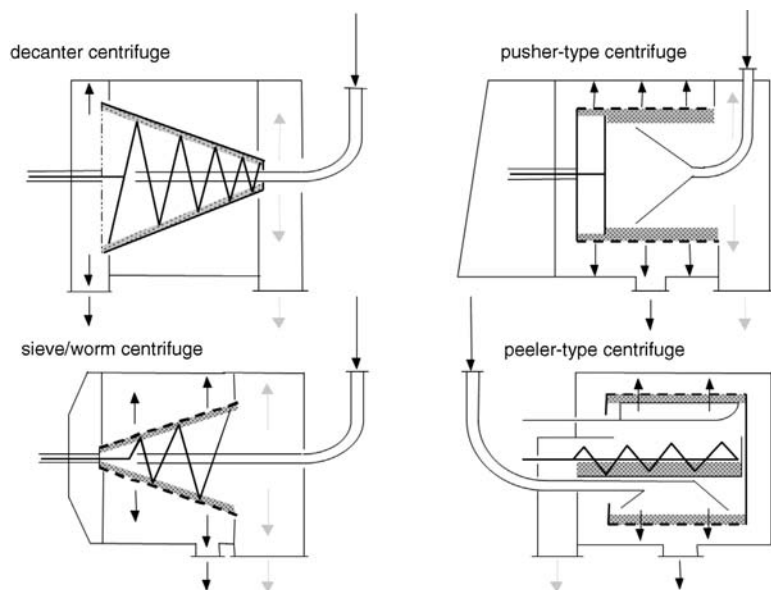 decanter centrifuge
pusher-type centrifuge
sieve/worm centrifuge
peeler-type centrifuge